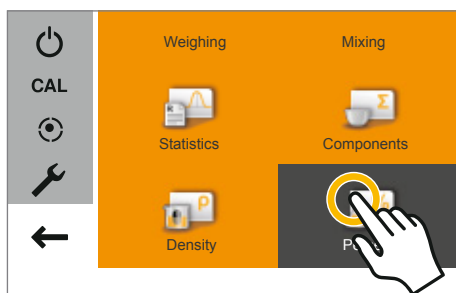 Weighing Mixing
CAL
Σ
Statistics Components
ρ
Density